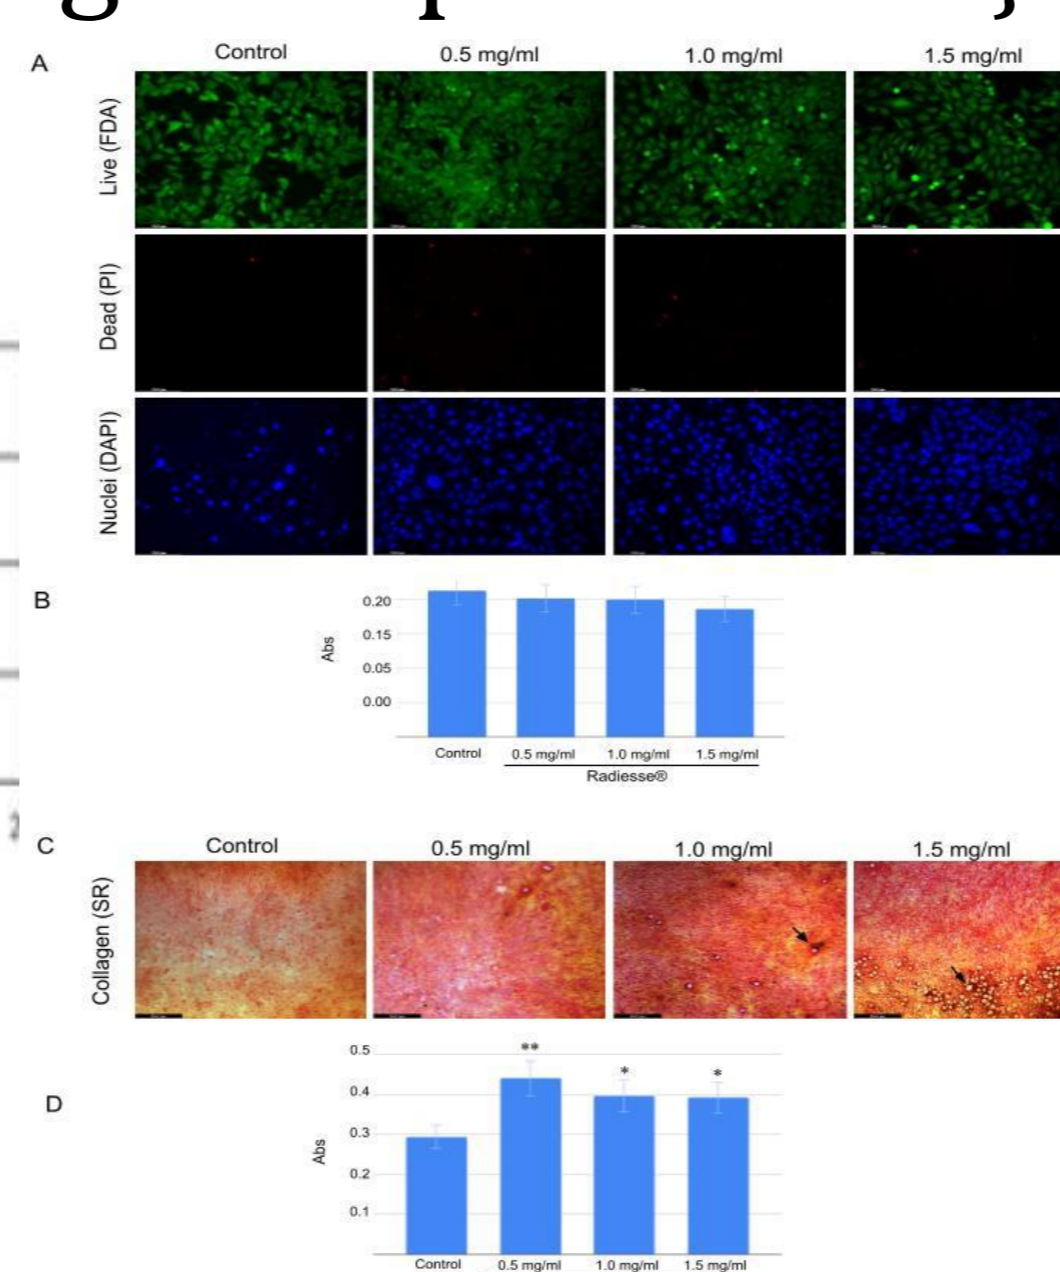 A
Control 0.5 mg/ml 1.0 mg/ml 1.5 mg/ml
Live (FDA)
Dead (PI)
Nuclei (DAPI)
B
Abs
0.20
0.15
0.05
0.00
Control 0.5 mg/ml 1.0 mg/ml 1.5 mg/ml
Radiesse®
C
Control 0.5 mg/ml 1.0 mg/ml 1.5 mg/ml
Collagen (SR)
D
Abs
0.5
0.4
0.3
0.2
0.1
** * *
Control 0.5 mg/ml 1.0 mg/ml 1.5 mg/ml